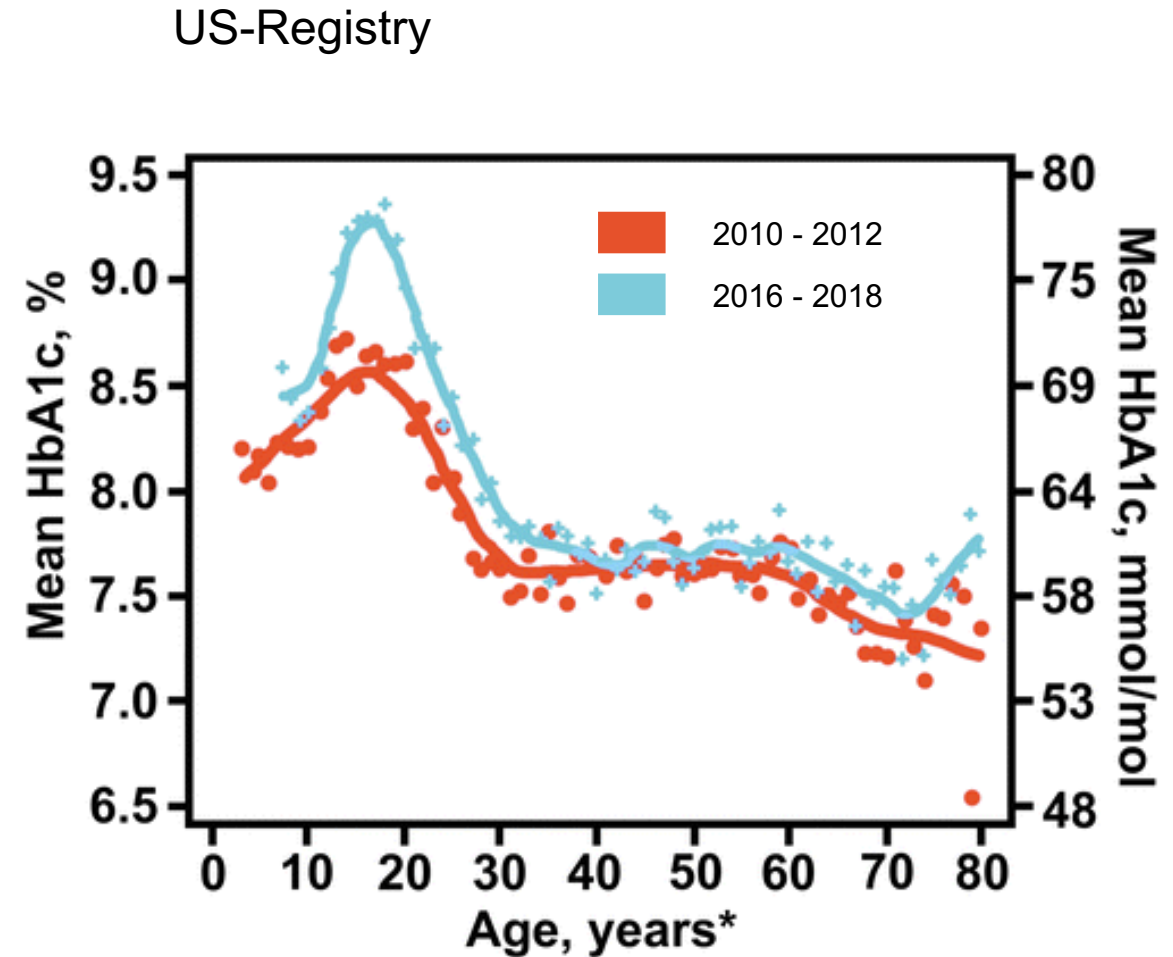 US-Registry
9.5
9.0
8.5
8.0
7.5
7.0
6.5
Mean HbA1c, %
2010 - 2012
2016 - 2018
80
75
69
64
58
53
48
Mean HbA1c, mmol/mol
0 10 20 30 40 50 60 70 80
Age, years*